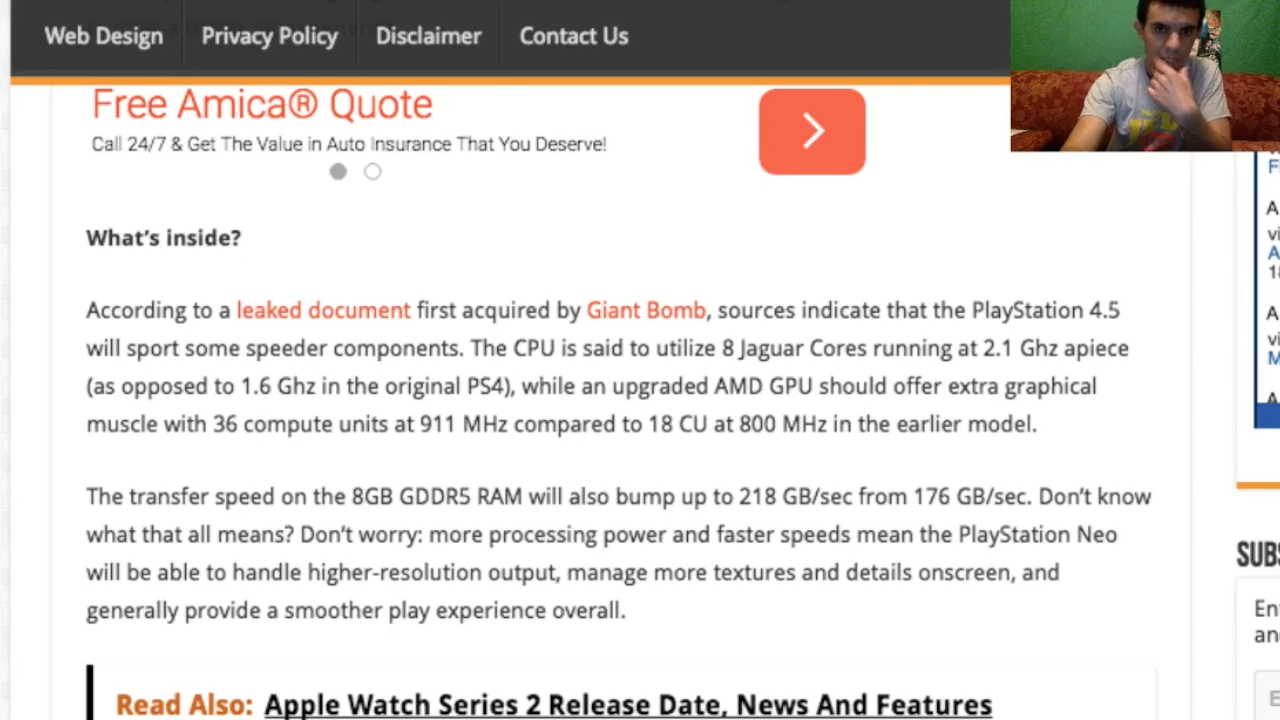 Web Design Privacy Policy Disclaimer Contact Us
Free Amica® Quote
Call 24/7 & Get The Value in Auto Insurance That You Deserve!
What's inside?
According to a leaked document first acquired by Giant Bomb, sources indicate that the PlayStation 4.5
will sport some speeder components. The CPU is said to utilize 8 Jaguar Cores running at 2.1 Ghz apiece
(as opposed to 1.6 Ghz in the original PS4), while an upgraded AMD GPU should offer extra graphical
muscle with 36 compute units at 911 MHz compared to 18 CU at 800 MHz in the earlier model.
The transfer speed on the 8GB GDDR5 RAM will also bump up to 218 GB/sec from 176 GB/sec. Don't know
what that all means? Don't worry: more processing power and faster speeds mean the PlayStation Neo
will be able to handle higher-resolution output, manage more textures and details onscreen, and
generally provide a smoother play experience overall.
Read Also: Apple Watch Series 2 Release Date, News And Features